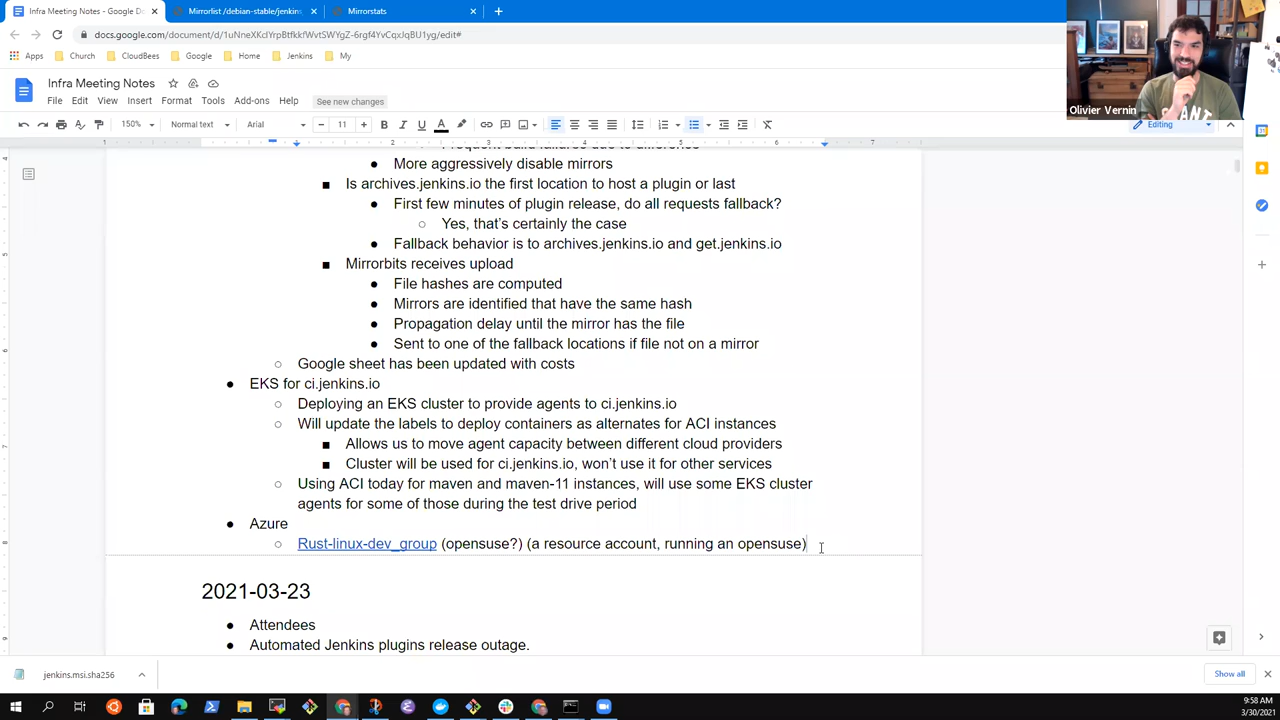 Infra Meeting Notes - Google D
Mirrorlist /debian-stable/jenkins
Mirrorstats
docs.google.com/document/d/
Apps
Church
CloudBees
Google
Home
Jenkins
My
Infra Meeting Notes
File Edit View Insert Format Tools Add-ons Help See new changes
150% Normal text Arial 11
Editing
Olivier Vernin
More aggressively disable mirrors
Is archives.jenkins.io the first location to host a plugin or last
First few minutes of plugin release, do all requests fallback?
Yes, that's certainly the case
Fallback behavior is to archives.jenkins.io and get.jenkins.io
Mirrorbits receives upload
File hashes are computed
Mirrors are identified that have the same hash
Propagation delay until the mirror has the file
Sent to one of the fallback locations if file not on a mirror
Google sheet has been updated with costs
EKS for ci.jenkins.io
Deploying an EKS cluster to provide agents to ci.jenkins.io
Will update the labels to deploy containers as alternates for ACI instances
Allows us to move agent capacity between different cloud providers
Cluster will be used for ci.jenkins.io, won't use it for other services
Using ACI today for maven and maven-11 instances, will use some EKS cluster
agents for some of those during the test drive period
Azure
Rust-linux-dev_group (opensuse?) (a resource account, running an opensuse)
2021-03-23
Attendees
Automated Jenkins plugins release outage.
jenkins.msi.sha256
Show all
9:58 AM
3/30/2021